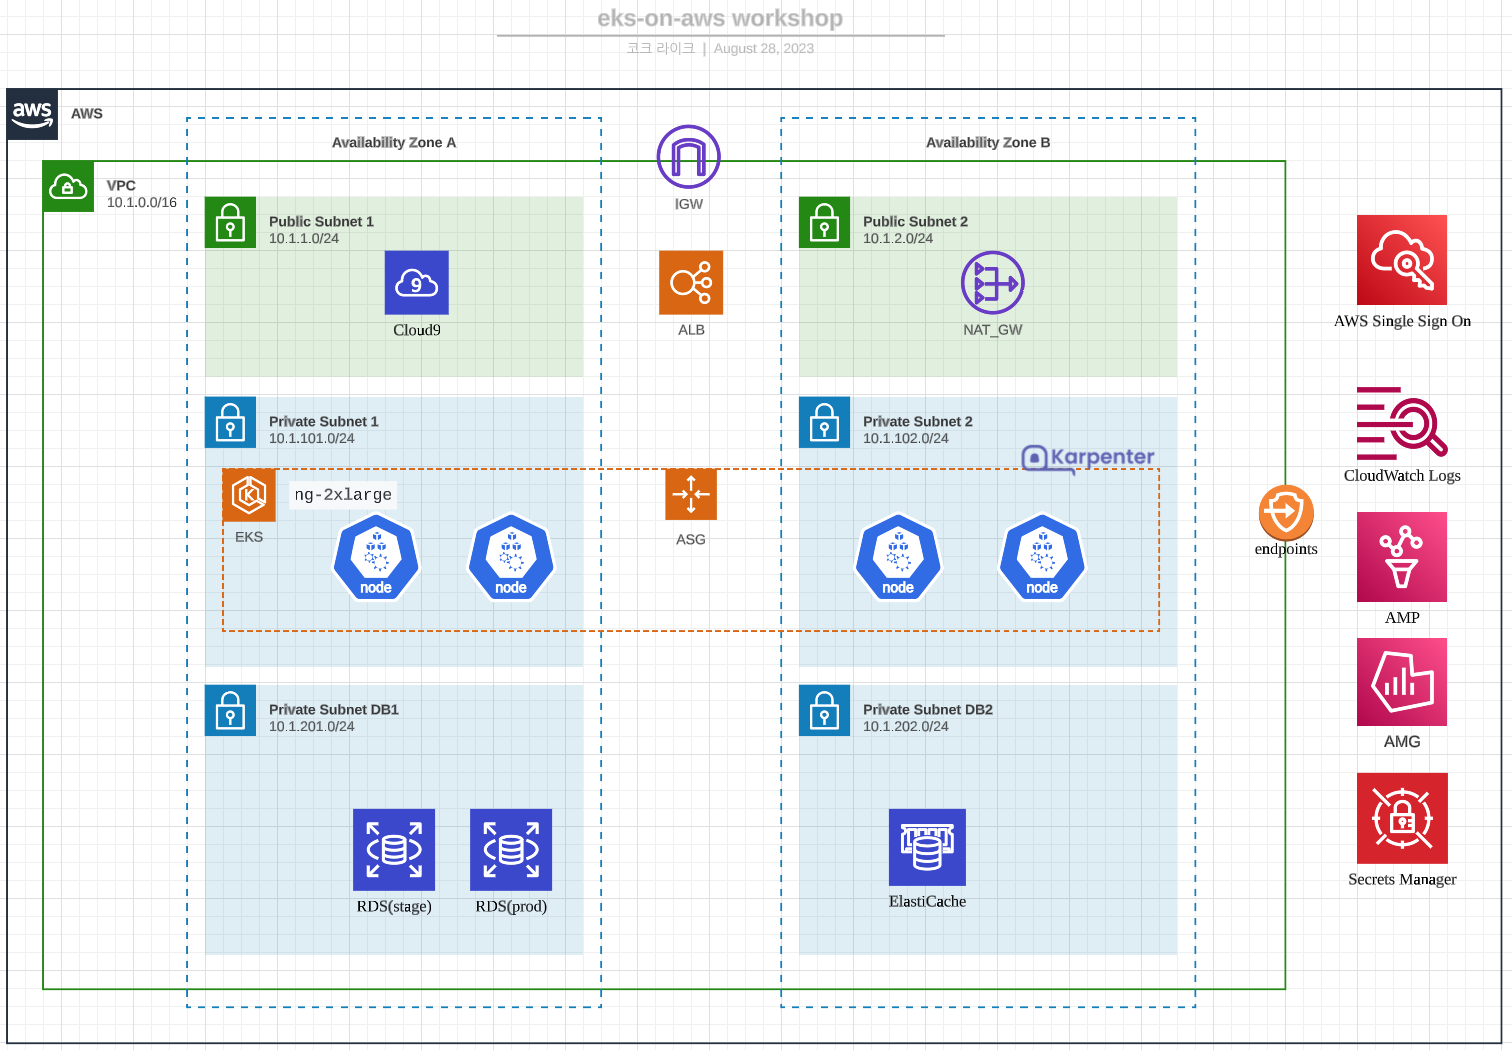 eks-on-aws workshop
코크 라이크 | August 28, 2023
aws
AWS
Availability Zone A
Availability Zone B
VPC
10.1.0.0/16
IGW
Public Subnet 1
10.1.1.0/24
Public Subnet 2
10.1.2.0/24
9
Cloud9
ALB
NAT_GW
AWS Single Sign On
Private Subnet 1
10.1.101.0/24
Private Subnet 2
10.1.102.0/24
Karpenter
CloudWatch Logs
K
ng-2xlarge
EKS
ASG
endpoints
node
node
node
node
AMP
Private Subnet DB1
10.1.201.0/24
Private Subnet DB2
10.1.202.0/24
AMG
RDS(stage)
RDS(prod)
ElastiCache
Secrets Manager